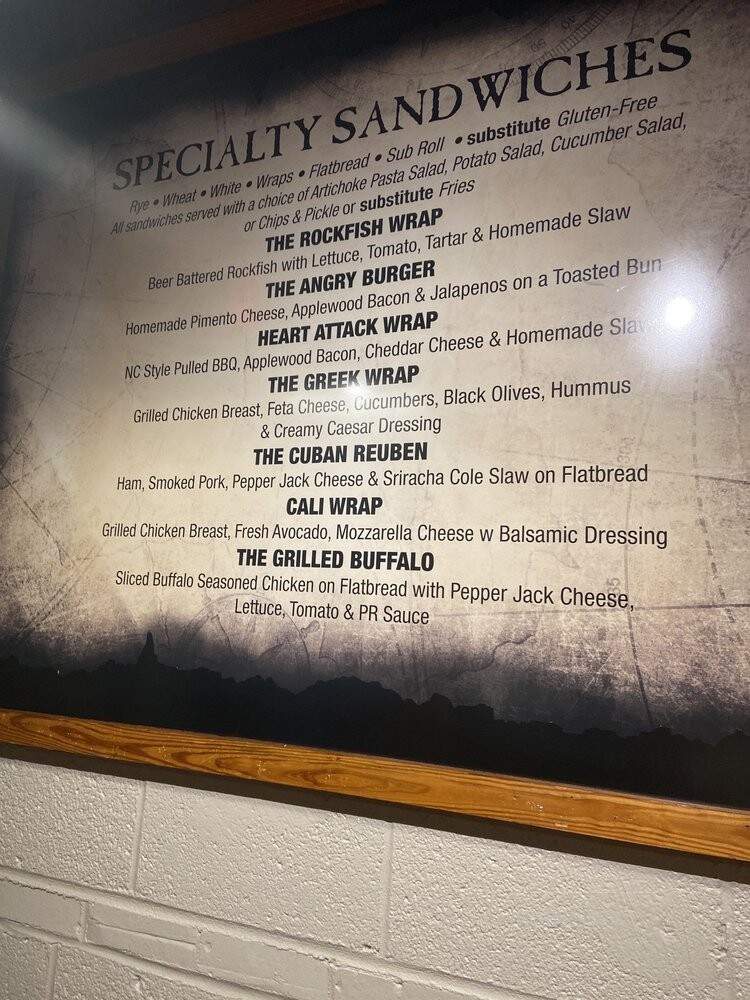 SPECIALTY SANDWICHES
Rye • Wheat • White • Wraps • Flatbread • Sub Roll • substitute Gluten-Free
All sandwiches served with a choice of Artichoke Pasta Salad, Potato Salad, Cucumber Salad,
or Chips & Pickle or substitute Fries
THE ROCKFISH WRAP
Beer Battered Rockfish with Lettuce, Tomato, Tartar & Homemade Slaw
THE ANGRY BURGER
Homemade Pimento Cheese, Applewood Bacon & Jalapenos on a Toasted Bun
HEART ATTACK WRAP
NC Style Pulled BBQ, Applewood Bacon, Cheddar Cheese & Homemade Slaw
THE GREEK WRAP
Grilled Chicken Breast, Feta Cheese, Cucumbers, Black Olives, Hummus
& Creamy Caesar Dressing
THE CUBAN REUBEN
Ham, Smoked Pork, Pepper Jack Cheese & Sriracha Cole Slaw on Flatbread
CALI WRAP
Grilled Chicken Breast, Fresh Avocado, Mozzarella Cheese w Balsamic Dressing
THE GRILLED BUFFALO
Sliced Buffalo Seasoned Chicken on Flatbread with Pepper Jack Cheese,
Lettuce, Tomato & PR Sauce